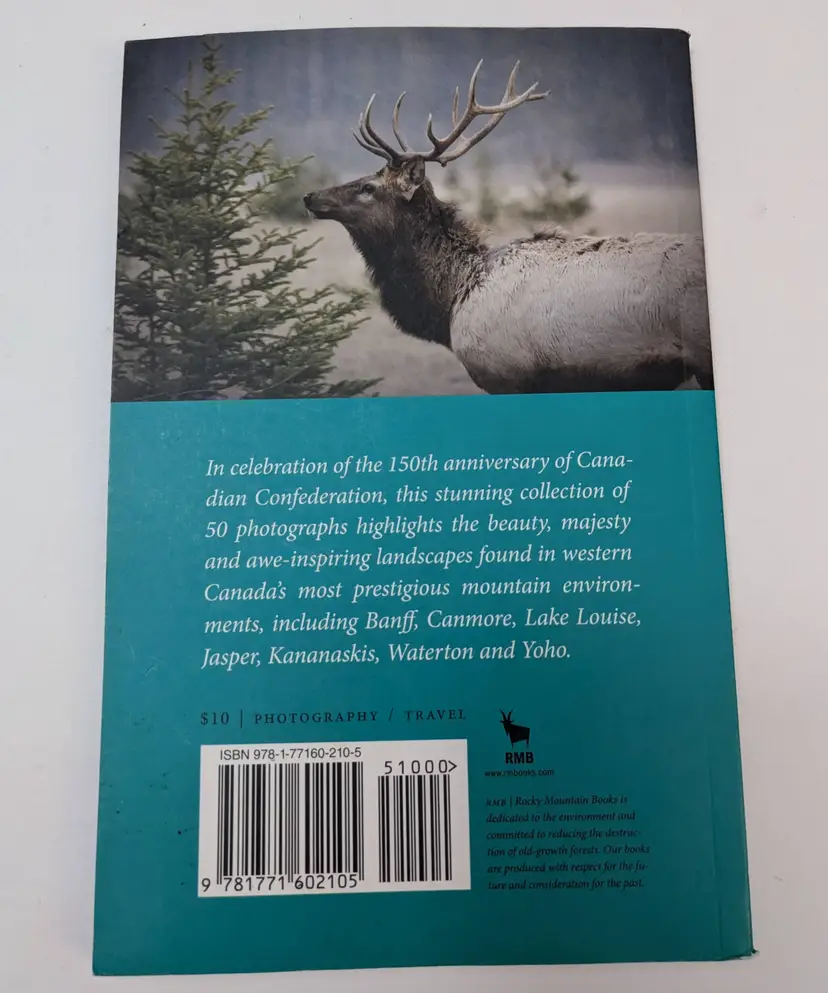 In celebration of the 150th anniversary of Cana-
dian Confederation, this stunning collection of
50 photographs highlights the beauty, majesty
and awe-inspiring landscapes found in western
Canada's most prestigious mountain environ-
ments, including Banff, Canmore, Lake Louise,
Jasper, Kananaskis, Waterton and Yoho.
$10 | PHOTOGRAPHY / TRAVEL
ISBN 978-1-77160-210-5
51000>
9 781771 602105
RMB
www.rmbooks.com
RMB | Rocky Mountain Books is
dedicated to the environment and
committed to reducing the destruc-
tion of old-growth forests. Our books
are produced with respect for the fu-
ture and consideration for the past.